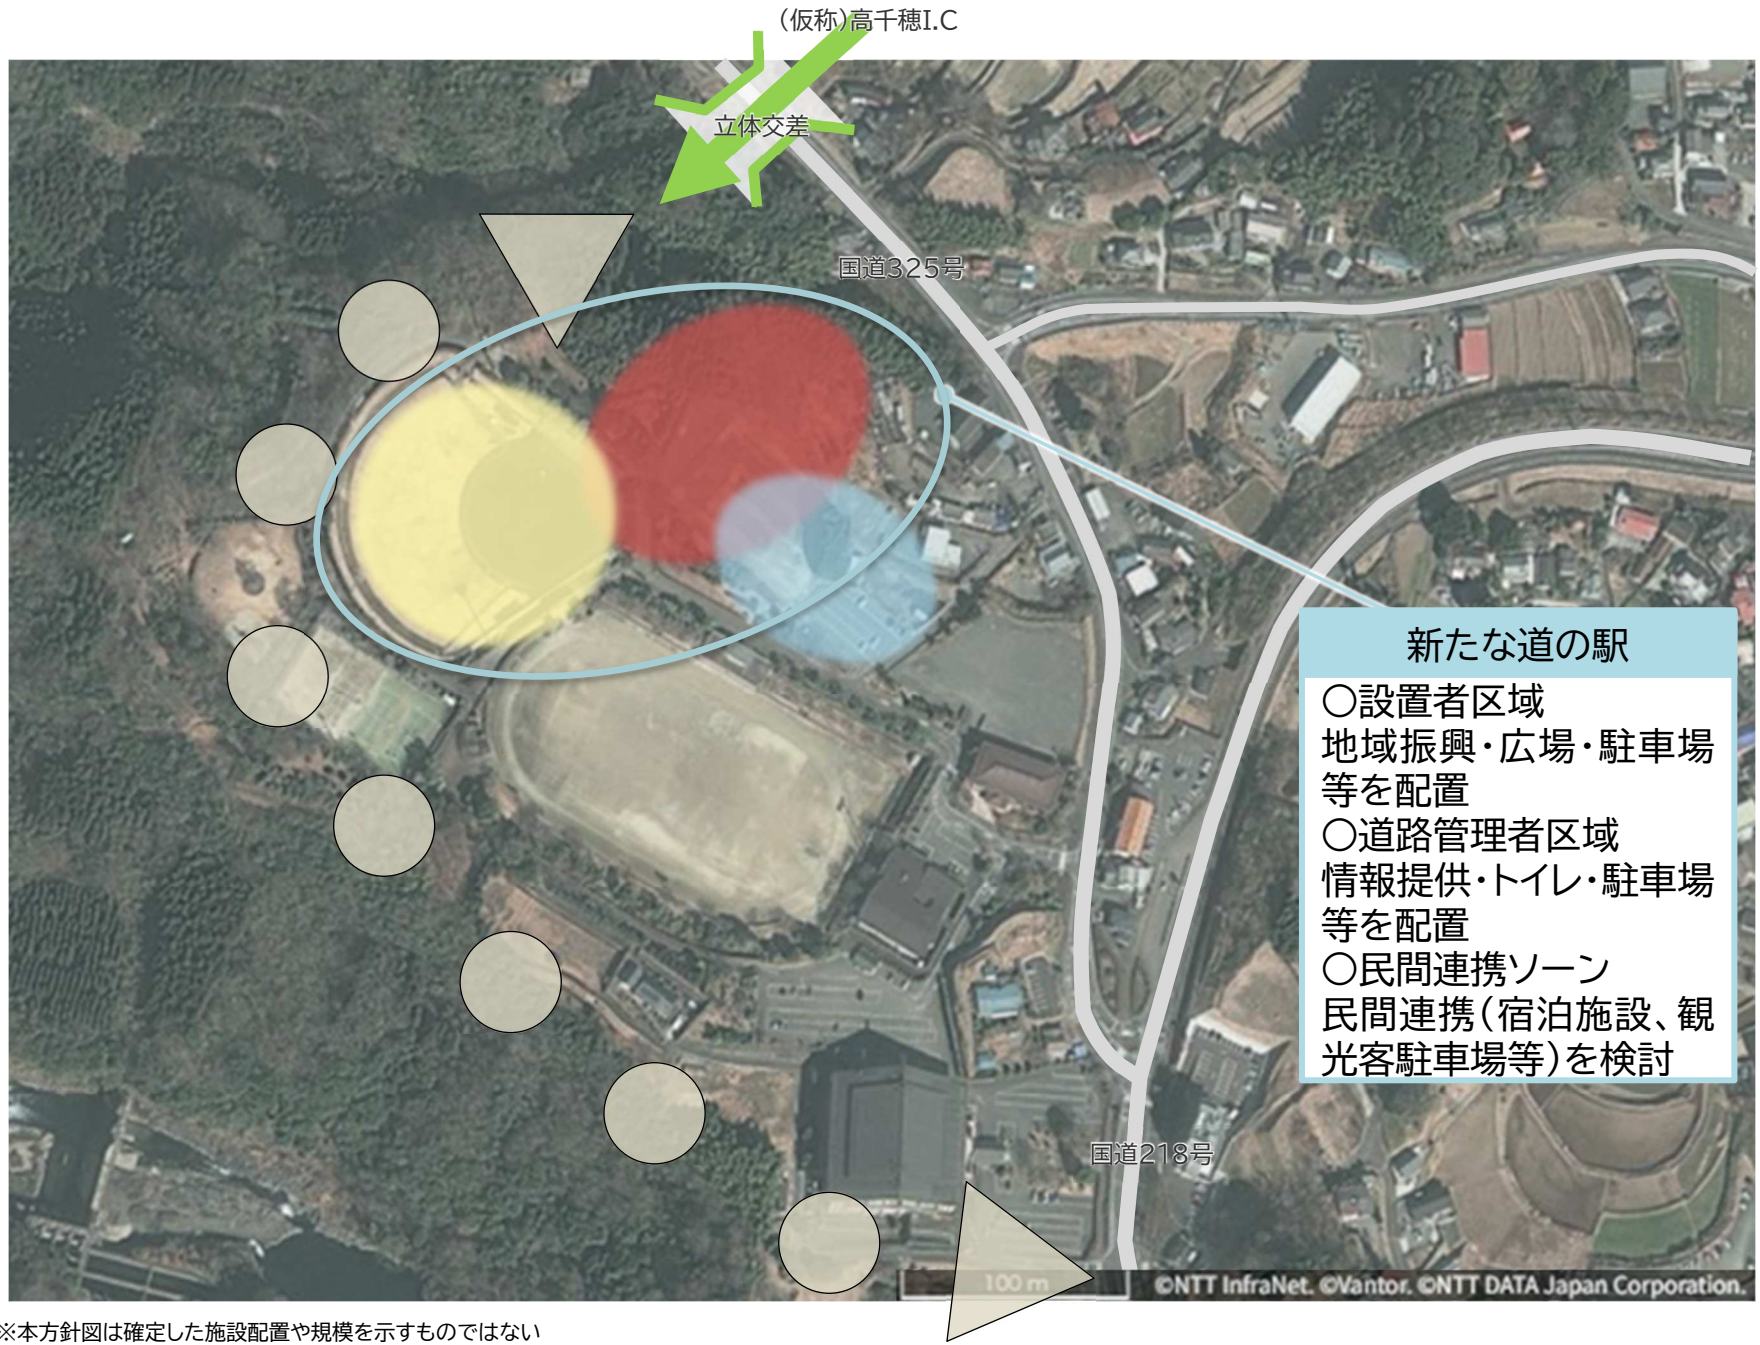 (仮称)高千穂I.C
立体交差
国道325号
新たな道の駅
○設置者区域
地域振興・広場・駐車場
等を配置
○道路管理者区域
情報提供・トイレ・駐車場
等を配置
○民間連携ソーン
民間連携(宿泊施設、観
光客駐車場等)を検討
国道218号
100 m
©NTT InfraNet. ©Vantor. ©NTT DATA Japan Corporation.
※本方針図は確定した施設配置や規模を示すものではない